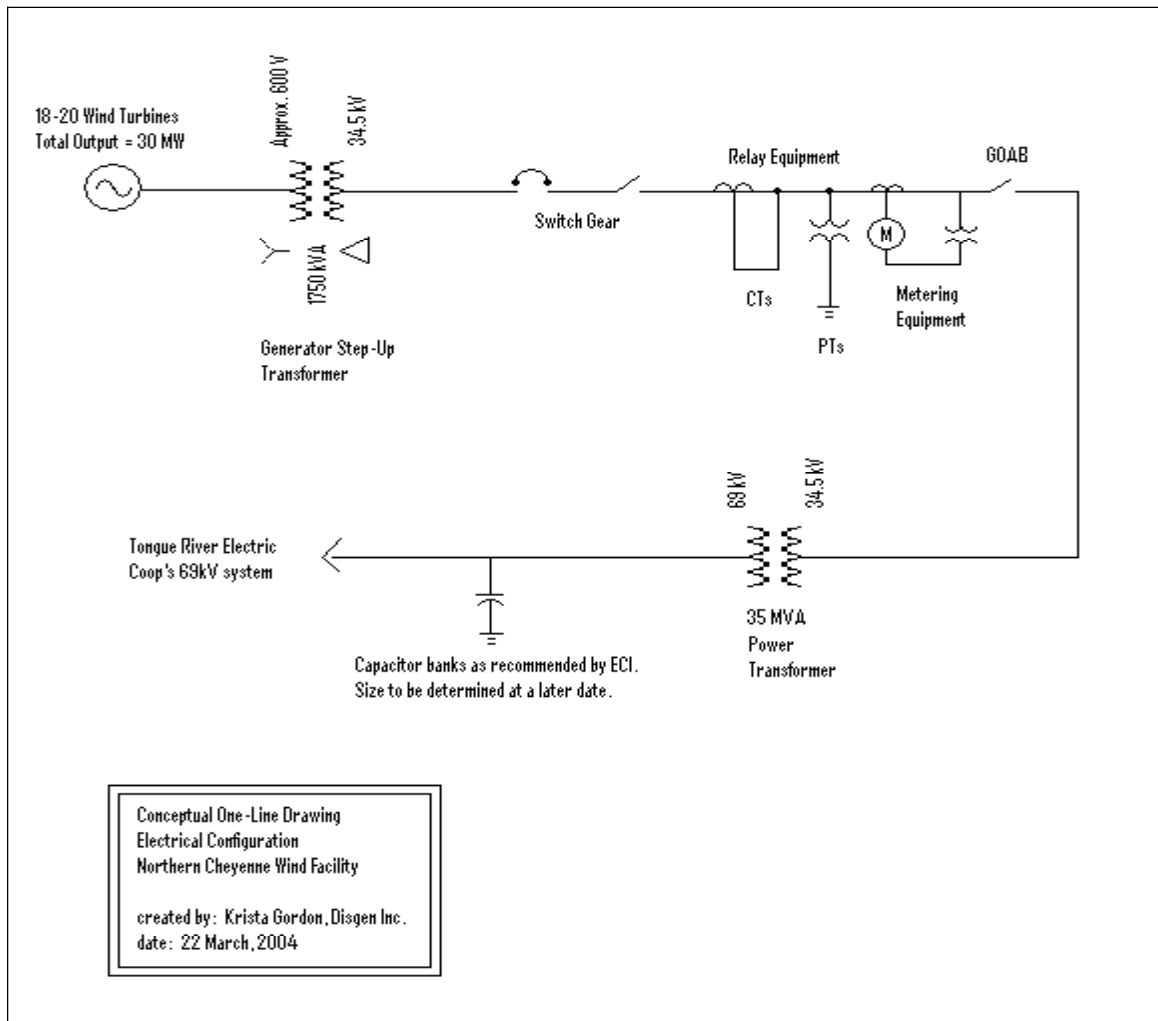 18-20 Wind Turbines
Total Output = 30 MW
Approx. 600 V
34.5 kV
1750 kVA
Generator Step-Up
Transformer
Switch Gear
Relay Equipment
CTs
PTs
M
Metering
Equipment
GOAB
69 kV
34.5 kV
35 MVA
Power
Transformer
Tongue River Electric
Coop's 69kV system
Capacitor banks as recommended by ECI.
Size to be determined at a later date.
Conceptual One-Line Drawing
Electrical Configuration
Northern Cheyenne Wind Facility
created by: Krista Gordon, Disgen Inc.
date: 22 March, 2004